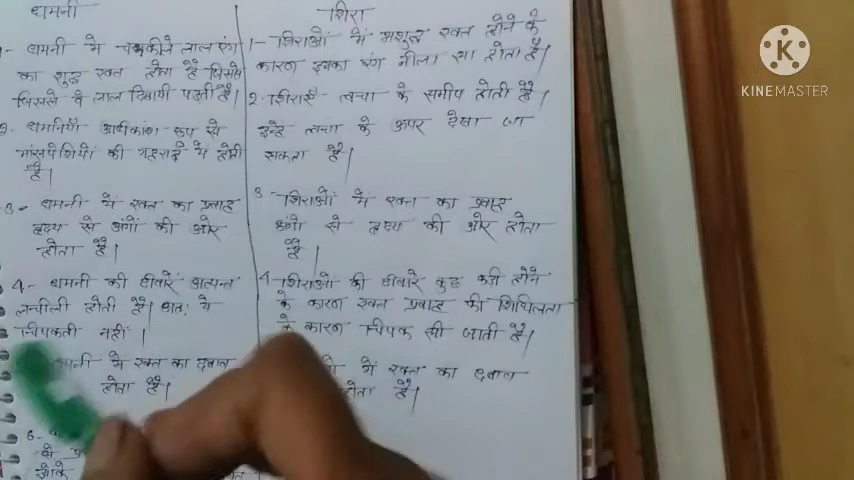 धमनी
1- धमनी में चमकीले लाल रंग
का शुद्ध रक्त होता है जिससे
जिससे ये लाल दिखायी पड़ती है।
2. धमनियाँ अधिकांश रूप से
मांसपेशियों की गहराई में होती
है।
3- धमनी में रक्त का प्रवाह
हृदय से अंगों की ओर
होता है।
4- धमनी की दीवारें अत्यन्त
लचीली होती है। अतः ये
चिपकती नहीं।
में रक्त का दबाव
होता है।
6-
से
शिरा
1- शिराओं में अशुद्ध रक्त होने के
कारण इनका रंग नीला सा होता है।
2. शिराएँ त्वचा के समीप होती है।
इन्हे त्वचा के ऊपर देखा जा
सकता है।
3- शिराओं में रक्त का प्रवाह
अंगो से हृदय की ओर होता
है।
4 शिराओं की दीवारे कुछ कड़ी होने
के कारण रक्त प्रवाह की शिथिलता
के कारण चिपक सी जाती है।
में रक्त का दबाव
होता है।
KINEMASTER